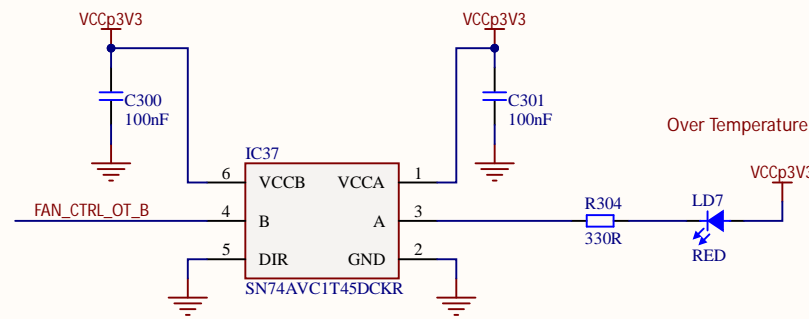 VCCp3V3
VCCp3V3
C300
100nF
C301
100nF
Over Temperature
IC37
VCCp3V3
6 VCCB VCCA 1
FAN_CTRL_OT_B
4 B A 3
R304
330R
LD7
RED
5 DIR GND 2
SN74AVC1T45DCKR